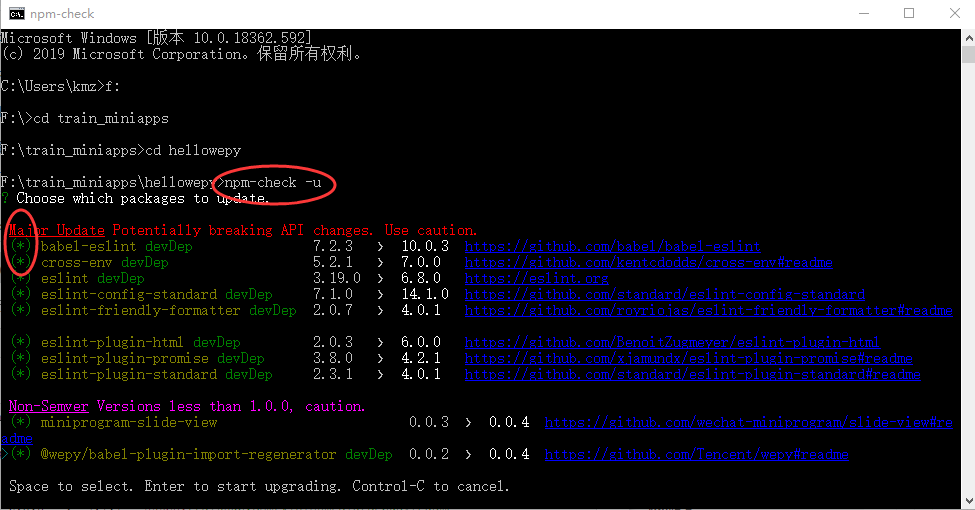 npm-check
Microsoft Windows [版本 10.0.18362.592]
(c) 2019 Microsoft Corporation。保留所有权利。
C:\Users\kmz>f:
F:\>cd train_miniapps
F:\train_miniapps>cd hellowepy
F:\train_miniapps\hellowepy>npm-check -u
? Choose which packages to update.
Major Update Potentially breaking API changes. Use caution.
(*) babel-eslint devDep 7.2.3 > 10.0.3 https://github.com/babel/babel-eslint
(*) cross-env devDep 5.2.1 > 7.0.0 https://github.com/kentcdodds/cross-env#readme
(*) eslint devDep 3.19.0 > 6.8.0 https://eslint.org
(*) eslint-config-standard devDep 7.1.0 > 14.1.0 https://github.com/standard/eslint-config-standard
(*) eslint-friendly-formatter devDep 2.0.7 > 4.0.1 https://github.com/royriojas/eslint-friendly-formatter#readme
(*) eslint-plugin-html devDep 2.0.3 > 6.0.0 https://github.com/BenoitZugmeyer/eslint-plugin-html
(*) eslint-plugin-promise devDep 3.8.0 > 4.2.1 https://github.com/xjamundx/eslint-plugin-promise#readme
(*) eslint-plugin-standard devDep 2.3.1 > 4.0.1 https://github.com/standard/eslint-plugin-standard#readme
Non-Semver Versions less than 1.0.0, caution.
(*) miniprogram-slide-view 0.0.3 > 0.0.4 https://github.com/wechat-miniprogram/slide-view#re
adme
>(*) @wepy/babel-plugin-import-regenerator devDep 0.0.2 > 0.0.4 https://github.com/Tencent/wepy#readme
Space to select. Enter to start upgrading. Control-C to cancel.